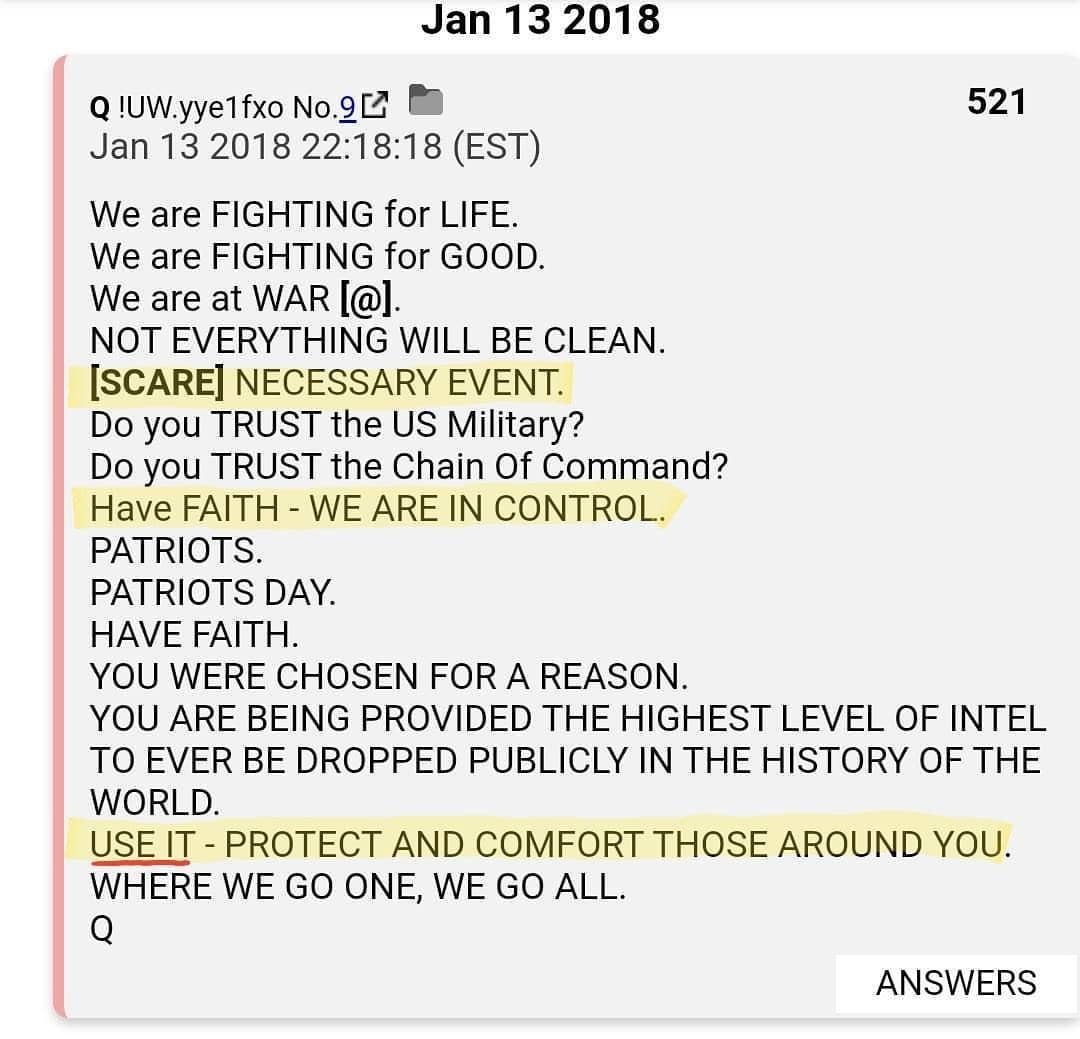 Jan 13 2018
Q !UW.yye1fxo No.9 521
Jan 13 2018 22:18:18 (EST)
We are FIGHTING for LIFE.
We are FIGHTING for GOOD.
We are at WAR [@].
NOT EVERYTHING WILL BE CLEAN.
[SCARE] NECESSARY EVENT.
Do you TRUST the US Military?
Do you TRUST the Chain Of Command?
Have FAITH - WE ARE IN CONTROL.
PATRIOTS.
PATRIOTS DAY.
HAVE FAITH.
YOU WERE CHOSEN FOR A REASON.
YOU ARE BEING PROVIDED THE HIGHEST LEVEL OF INTEL
TO EVER BE DROPPED PUBLICLY IN THE HISTORY OF THE
WORLD.
USE IT - PROTECT AND COMFORT THOSE AROUND YOU.
WHERE WE GO ONE, WE GO ALL.
Q
ANSWERS